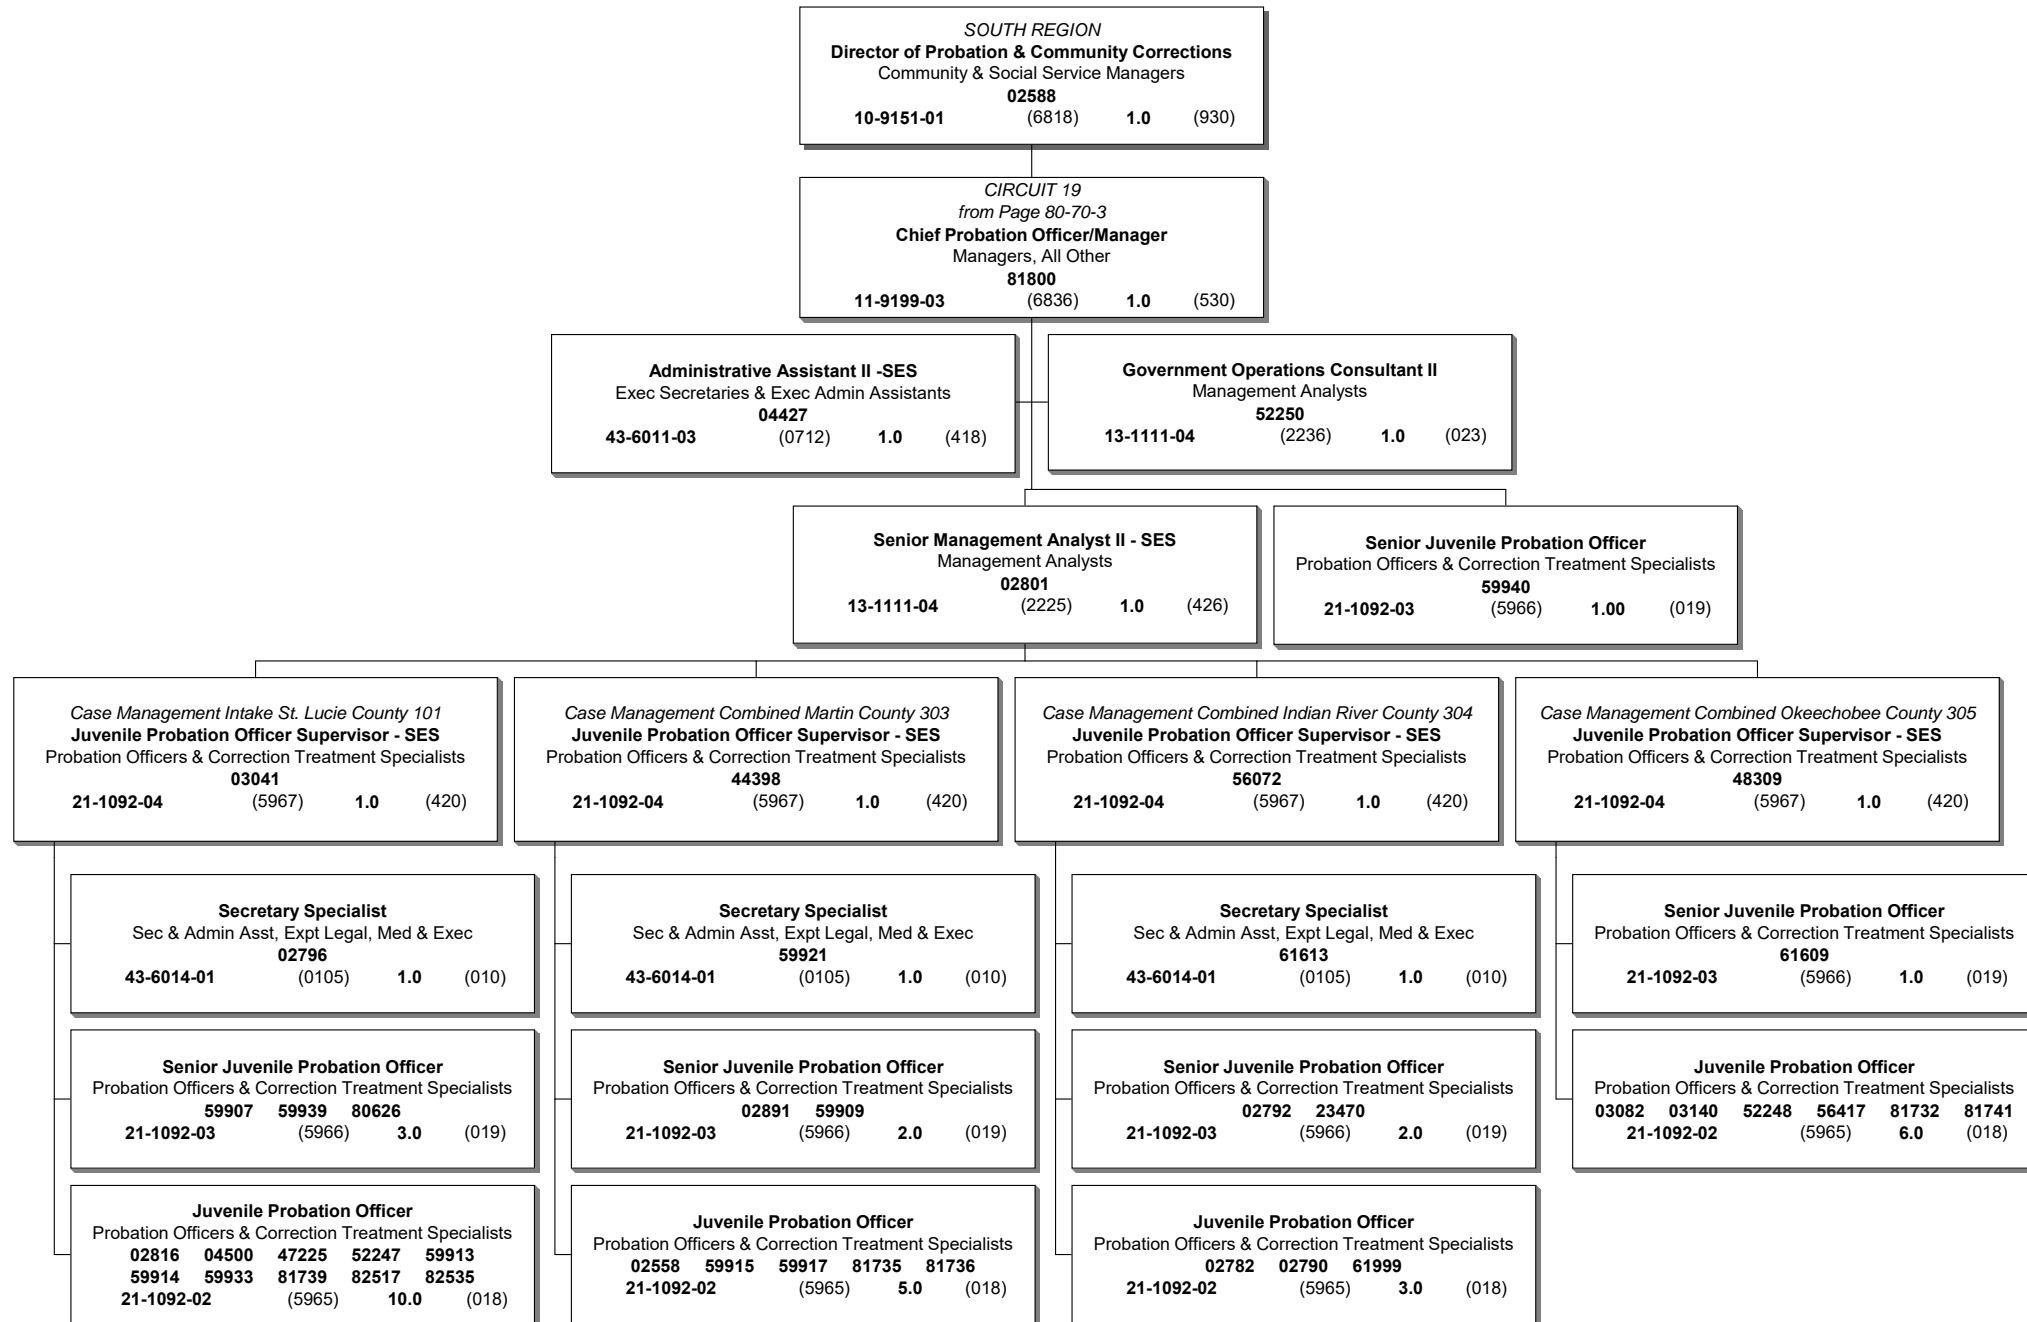 SOUTH REGION
Director of Probation & Community Corrections
Community & Social Service Managers
02588
10-9151-01 (6818) 1.0 (930)
CIRCUIT 19
from Page 80-70-3
Chief Probation Officer/Manager
Managers, All Other
81800
11-9199-03 (6836) 1.0 (530)
Administrative Assistant II -SES
Exec Secretaries & Exec Admin Assistants
04427
43-6011-03 (0712) 1.0 (418)
Government Operations Consultant II
Management Analysts
52250
13-1111-04 (2236) 1.0 (023)
Senior Management Analyst II - SES
Management Analysts
02801
13-1111-04 (2225) 1.0 (426)
Senior Juvenile Probation Officer
Probation Officers & Correction Treatment Specialists
59940
21-1092-03 (5966) 1.00 (019)
Case Management Intake St. Lucie County 101
Juvenile Probation Officer Supervisor - SES
Probation Officers & Correction Treatment Specialists
03041
21-1092-04 (5967) 1.0 (420)
Case Management Combined Martin County 303
Juvenile Probation Officer Supervisor - SES
Probation Officers & Correction Treatment Specialists
44398
21-1092-04 (5967) 1.0 (420)
Case Management Combined Indian River County 304
Juvenile Probation Officer Supervisor - SES
Probation Officers & Correction Treatment Specialists
56072
21-1092-04 (5967) 1.0 (420)
Case Management Combined Okeechobee County 305
Juvenile Probation Officer Supervisor - SES
Probation Officers & Correction Treatment Specialists
48309
21-1092-04 (5967) 1.0 (420)
Secretary Specialist
Sec & Admin Asst, Expt Legal, Med & Exec
02796
43-6014-01 (0105) 1.0 (010)
Secretary Specialist
Sec & Admin Asst, Expt Legal, Med & Exec
59921
43-6014-01 (0105) 1.0 (010)
Secretary Specialist
Sec & Admin Asst, Expt Legal, Med & Exec
61613
43-6014-01 (0105) 1.0 (010)
Senior Juvenile Probation Officer
Probation Officers & Correction Treatment Specialists
61609
21-1092-03 (5966) 1.0 (019)
Senior Juvenile Probation Officer
Probation Officers & Correction Treatment Specialists
59907 59939 80626
21-1092-03 (5966) 3.0 (019)
Senior Juvenile Probation Officer
Probation Officers & Correction Treatment Specialists
02891 59909
21-1092-03 (5966) 2.0 (019)
Senior Juvenile Probation Officer
Probation Officers & Correction Treatment Specialists
02792 23470
21-1092-03 (5966) 2.0 (019)
Juvenile Probation Officer
Probation Officers & Correction Treatment Specialists
03082 03140 52248 56417 81732 81741
21-1092-02 (5965) 6.0 (018)
Juvenile Probation Officer
Probation Officers & Correction Treatment Specialists
02816 04500 47225 52247 59913
59914 59933 81739 82517 82535
21-1092-02 (5965) 10.0 (018)
Juvenile Probation Officer
Probation Officers & Correction Treatment Specialists
02558 59915 59917 81735 81736
21-1092-02 (5965) 5.0 (018)
Juvenile Probation Officer
Probation Officers & Correction Treatment Specialists
02782 02790 61999
21-1092-02 (5965) 3.0 (018)